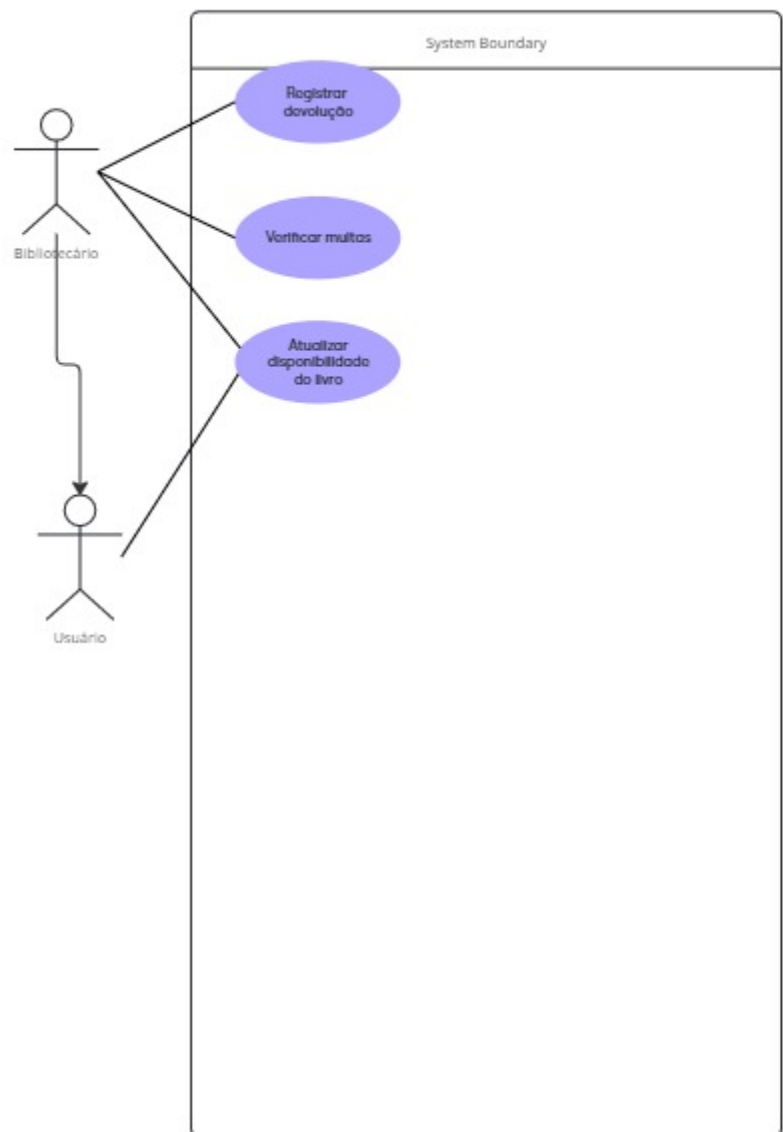 System Boundary
Registrar
devolução
Bibliotecário
Verificar multas
Atualizar
disponibilidade
do livro
Usuário